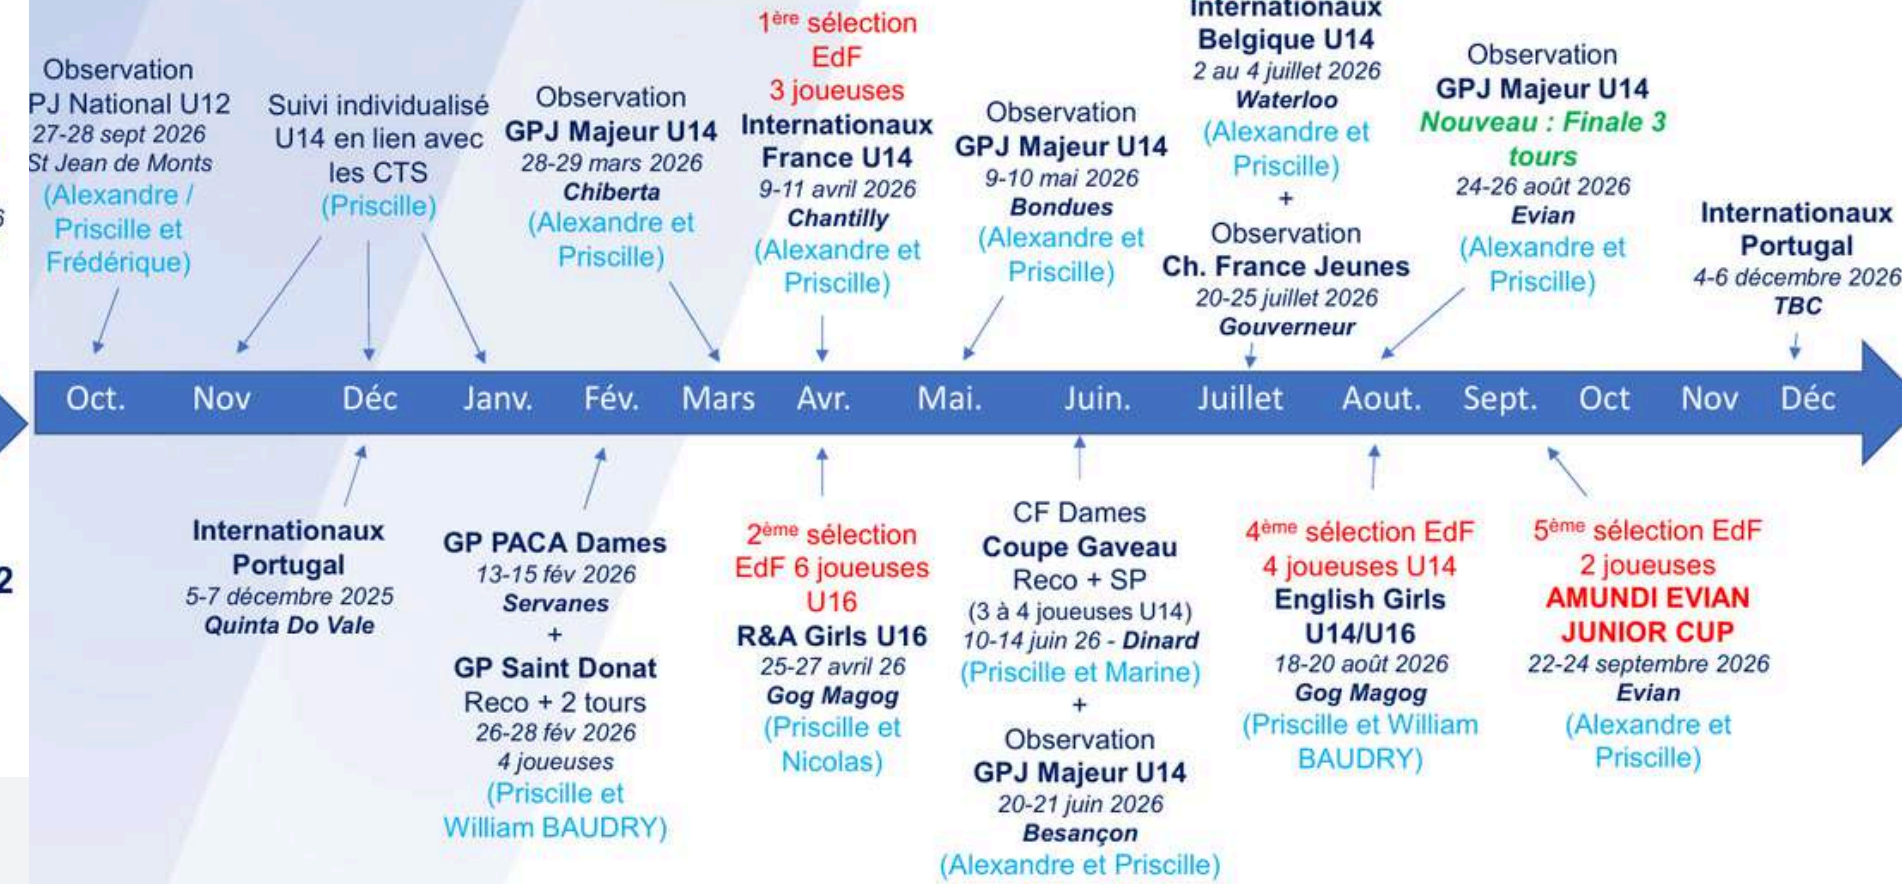 Observation
PJ National U12
27-28 sept 2026
St Jean de Monts
(Alexandre /
Priscille et
Frédérique)
Suivi individualisé
U14 en lien avec
les CTS
(Priscille)
Observation
GPJ Majeur U14
28-29 mars 2026
Chiberta
(Alexandre et
Priscille)
1ère sélection
EdF
3 joueuses
Internationaux
France U14
9-11 avril 2026
Chantilly
(Alexandre et
Priscille)
Observation
GPJ Majeur U14
9-10 mai 2026
Bondues
(Alexandre et
Priscille)
Internationaux
Belgique U14
2 au 4 juillet 2026
Waterloo
(Alexandre et
Priscille)
+
Observation
Ch. France Jeunes
20-25 juillet 2026
Gouverneur
Observation
GPJ Majeur U14
Nouveau : Finale 3
tours
24-26 août 2026
Evian
(Alexandre et
Priscille)
Internationaux
Portugal
4-6 décembre 2026
TBC
6
Oct. Nov Déc Janv. Fév. Mars Avr. Mai. Juin. Juillet Aout. Sept. Oct Nov Déc
2
Internationaux
Portugal
5-7 décembre 2025
Quinta Do Vale
GP PACA Dames
13-15 fév 2026
Servanes
+
GP Saint Donat
Reco + 2 tours
26-28 fév 2026
4 joueuses
(Priscille et
William BAUDRY)
2ème sélection
EdF 6 joueuses
U16
R&A Girls U16
25-27 avril 26
Gog Magog
(Priscille et
Nicolas)
CF Dames
Coupe Gaveau
Reco + SP
(3 à 4 joueuses U14)
10-14 juin 26 - Dinard
(Priscille et Marine)
+
Observation
GPJ Majeur U14
20-21 juin 2026
Besançon
(Alexandre et Priscille)
4ème sélection EdF
4 joueuses U14
English Girls
U14/U16
18-20 août 2026
Gog Magog
(Priscille et William
BAUDRY)
5ème sélection EdF
2 joueuses
AMUNDI EVIAN
JUNIOR CUP
22-24 septembre 2026
Evian
(Alexandre et
Priscille)